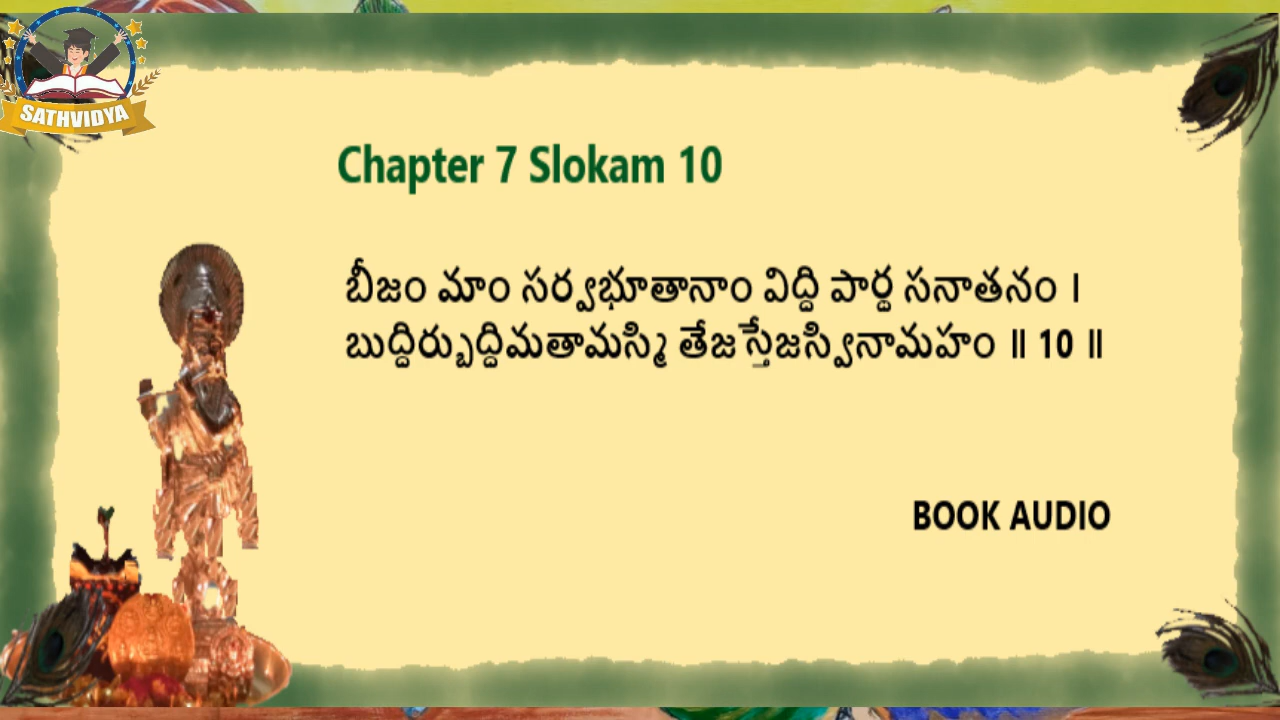 SATHVIDYA
Chapter 7 Slokam 10
బీజం మాం సర్వభూతానాం విద్ధి పార్థ సనాతనం ।
బుద్ధిర్బుద్ధిమతామస్మి తేజస్తేజస్వినామహం ॥ 10 ॥
BOOK AUDIO